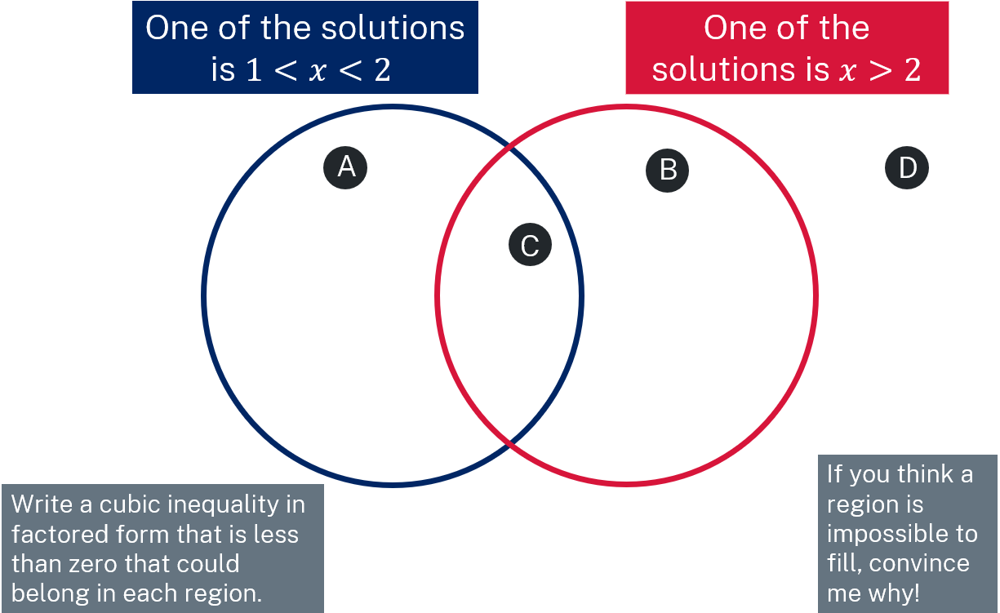 One of the solutions
is 1 < x < 2
One of the
solutions is x > 2
A
B
D
C
Write a cubic inequality in
factored form that is less
than zero that could
belong in each region.
If you think a
region is
impossible to
fill, convince
me why!